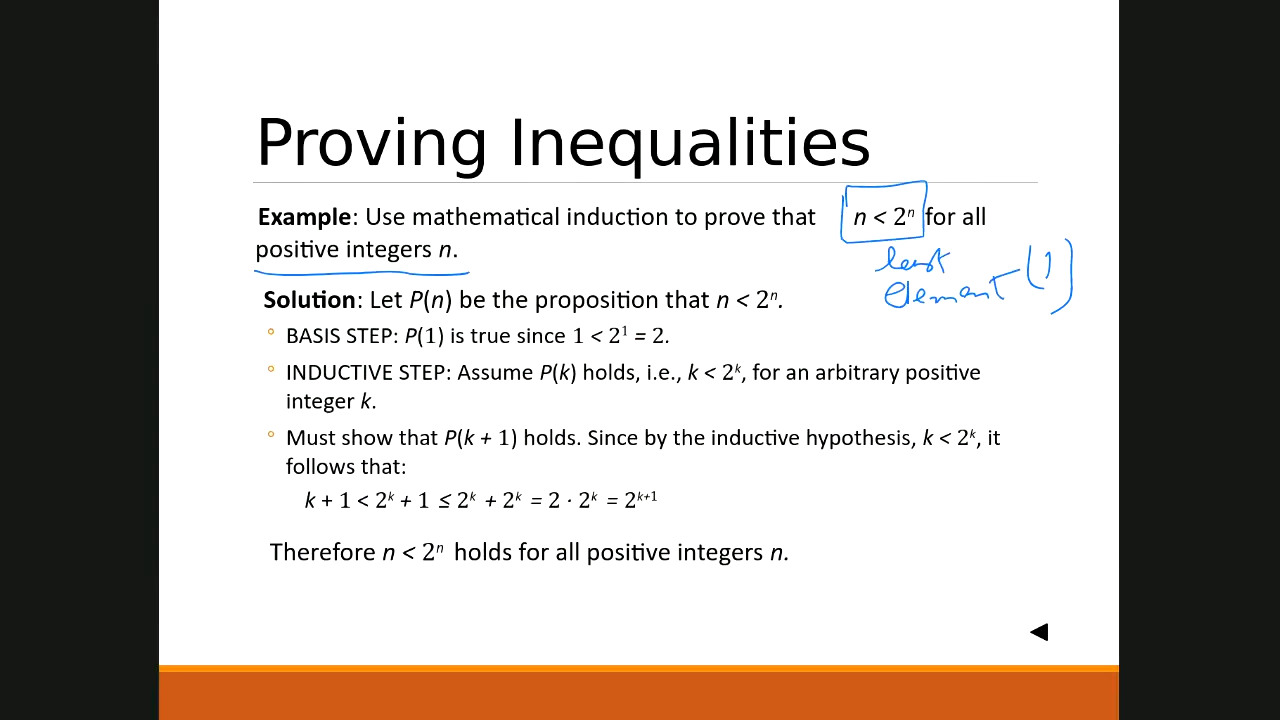 Proving Inequalities
Example: Use mathematical induction to prove that n < 2ⁿ for all
positive integers n.
least
element (1)
Solution: Let P(n) be the proposition that n < 2ⁿ.
° BASIS STEP: P(1) is true since 1 < 2¹ = 2.
° INDUCTIVE STEP: Assume P(k) holds, i.e., k < 2ᵏ, for an arbitrary positive
integer k.
° Must show that P(k + 1) holds. Since by the inductive hypothesis, k < 2ᵏ, it
follows that:
k + 1 < 2ᵏ + 1 ≤ 2ᵏ + 2ᵏ = 2 ∙ 2ᵏ = 2ᵏ⁺¹
Therefore n < 2ⁿ holds for all positive integers n.